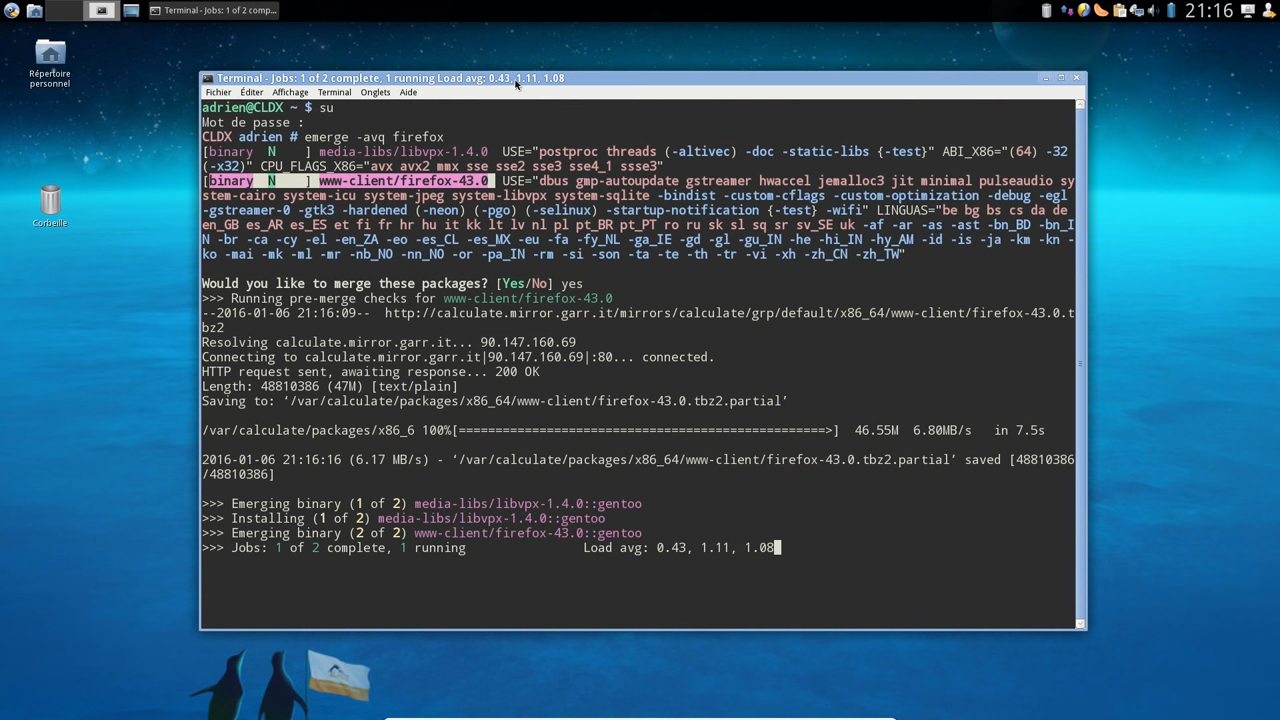 Terminal - Jobs: 1 of 2 comp...
21:16
Répertoire
personnel
Corbeille
Terminal - Jobs: 1 of 2 complete, 1 running Load avg: 0.43, 1.11, 1.08
Fichier Éditer Affichage Terminal Onglets Aide
adrien@CLDX ~ $ su
Mot de passe :
CLDX adrien # emerge -avq firefox
[binary  N    ] media-libs/libvpx-1.4.0  USE="postproc threads (-altivec) -doc -static-libs {-test}" ABI_X86="(64) -32
(-x32)" CPU_FLAGS_X86="avx avx2 mmx sse sse2 sse3 sse4_1 ssse3"
[binary  N    ] www-client/firefox-43.0  USE="dbus gmp-autoupdate gstreamer hwaccel jemalloc3 jit minimal pulseaudio sy
stem-cairo system-icu system-jpeg system-libvpx system-sqlite -bindist -custom-cflags -custom-optimization -debug -egl
-gstreamer-0 -gtk3 -hardened (-neon) (-pgo) (-selinux) -startup-notification {-test} -wifi" LINGUAS="be bg bs cs da de
en_GB es_AR es_ES et fi fr hr hu it kk lt lv nl pl pt_BR pt_PT ro ru sk sl sq sr sv_SE uk -af -ar -as -ast -bn_BD -bn_I
N -br -ca -cy -el -en_ZA -eo -es_CL -es_MX -eu -fa -fy_NL -ga_IE -gd -gl -gu_IN -he -hi_IN -hy_AM -id -is -ja -km -kn -
ko -mai -mk -ml -mr -nb_NO -nn_NO -or -pa_IN -rm -si -son -ta -te -th -tr -vi -xh -zh_CN -zh_TW"
Would you like to merge these packages? [Yes/No] yes
>>> Running pre-merge checks for www-client/firefox-43.0
--2016-01-06 21:16:09--  http://calculate.mirror.garr.it/mirrors/calculate/grp/default/x86_64/www-client/firefox-43.0.t
bz2
Resolving calculate.mirror.garr.it... 90.147.160.69
Connecting to calculate.mirror.garr.it|90.147.160.69|:80... connected.
HTTP request sent, awaiting response... 200 OK
Length: 48810386 (47M) [text/plain]
Saving to: ‘/var/calculate/packages/x86_64/www-client/firefox-43.0.tbz2.partial’
/var/calculate/packages/x86_6 100%[==================================================>]  46.55M  6.80MB/s   in 7.5s
2016-01-06 21:16:16 (6.17 MB/s) - ‘/var/calculate/packages/x86_64/www-client/firefox-43.0.tbz2.partial’ saved [48810386
/48810386]
>>> Emerging binary (1 of 2) media-libs/libvpx-1.4.0::gentoo
>>> Installing (1 of 2) media-libs/libvpx-1.4.0::gentoo
>>> Emerging binary (2 of 2) www-client/firefox-43.0::gentoo
>>> Jobs: 1 of 2 complete, 1 running                Load avg: 0.43, 1.11, 1.08